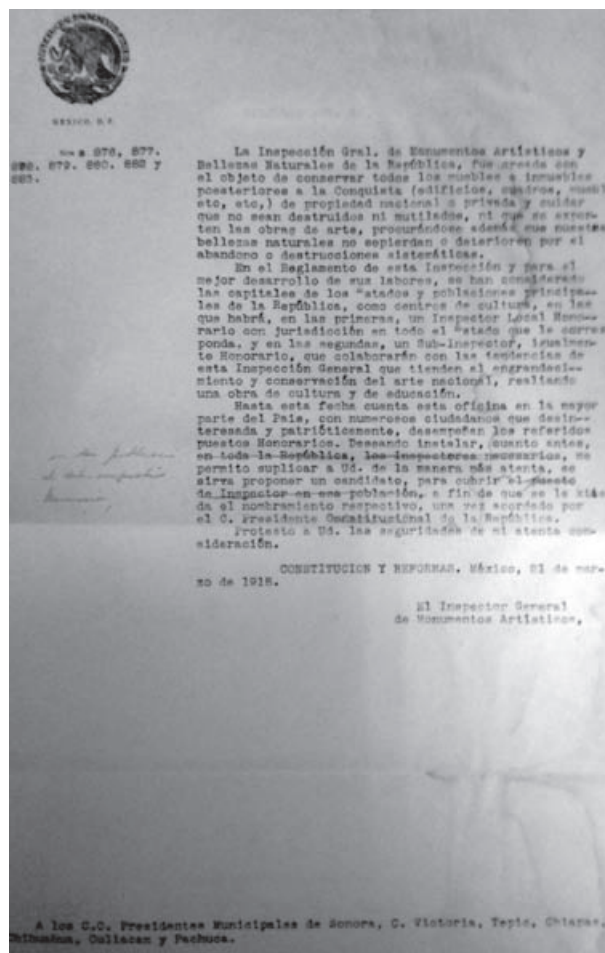 MEXICO, D. F.
876, 877.
879. 880. 882 y
La Inspección Gral. de Monumentos Artísticos y
Bellezas Naturales de la República, fue creada con
el objeto de conservar todos los muebles e inmuebles
posteriores a la Conquista (edificios, cuadros,
etc, etc,) de propiedad nacional o privada y cuidar
que no sean destruidos ni mutilados, ni que se expor-
ten las obras de arte, procurándose además que nuestras
bellezas naturales no sepierdan o deterioren por el
abandono o destrucciones sistemáticas.
En el Reglamento de esta Inspección y para el
mejor desarrollo de sus labores, se han considerado
las capitales de los "stados y poblaciones principa--
les de la República, como centros de cultura, en las
que habrá, en las primeras, un Inspector Local Hono--
rario con jurisdicción en todo el "stado que le corres
ponda, y en las segundas, un Sub-Inspector, igualmen-
te Honorario, que colaborarán con las tendencias de
esta Inspección General que tienden al engrandeci--
miento y conservación del arte nacional, realizando
una obra de cultura y de educación.
Hasta esta fecha cuenta esta oficina en la mayor
parte del País, con numerosos ciudadanos que desin--
teresada y patrióticamente, desempeñan los referidos
puestos Honorarios. Deseando instalar, cuanto antes,
en toda la República, los Inspectores necesarios, me
permito suplicar a Ud. de la manera más atenta, se
sirva proponer un candidato, para cubrir el puesto
de Inspector en esa población, a fin de que se le
da el nombramiento respectivo, una vez acordado por
el C. Presidente Constitucional de la República.
Protesto a Ud. las seguridades de mi atenta con-
sideración.
CONSTITUCION Y REFORMAS. México, 21 de mar-
zo de 1918.
El Inspector General
de Monumentos Artísticos,
A los C.C. Presidentes Municipales de Sonora, C. Victoria, Tepic, Chiapas,
Chihuahua, Culiacan y Pachuca.